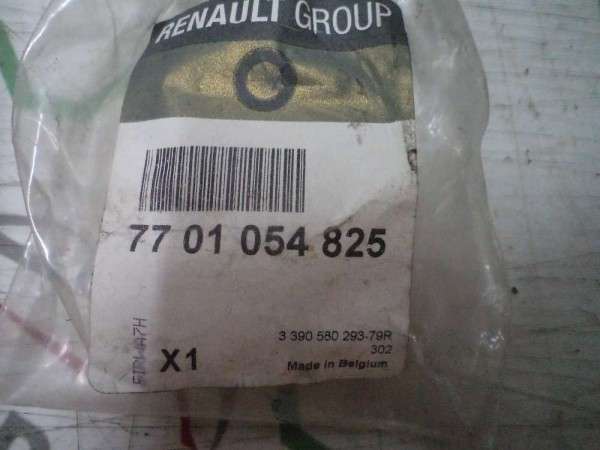 RENAULT GROUP
77 01 054 825
3 390 580 293-79R
302
X1
Made in Belgium